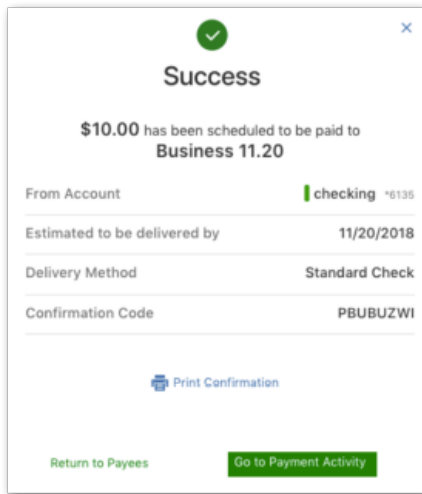 ×
Success
$10.00 has been scheduled to be paid to
Business 11.20
From Account checking *6135
Estimated to be delivered by 11/20/2018
Delivery Method Standard Check
Confirmation Code PBUBUZWI
Print Confirmation
Return to Payees Go to Payment Activity